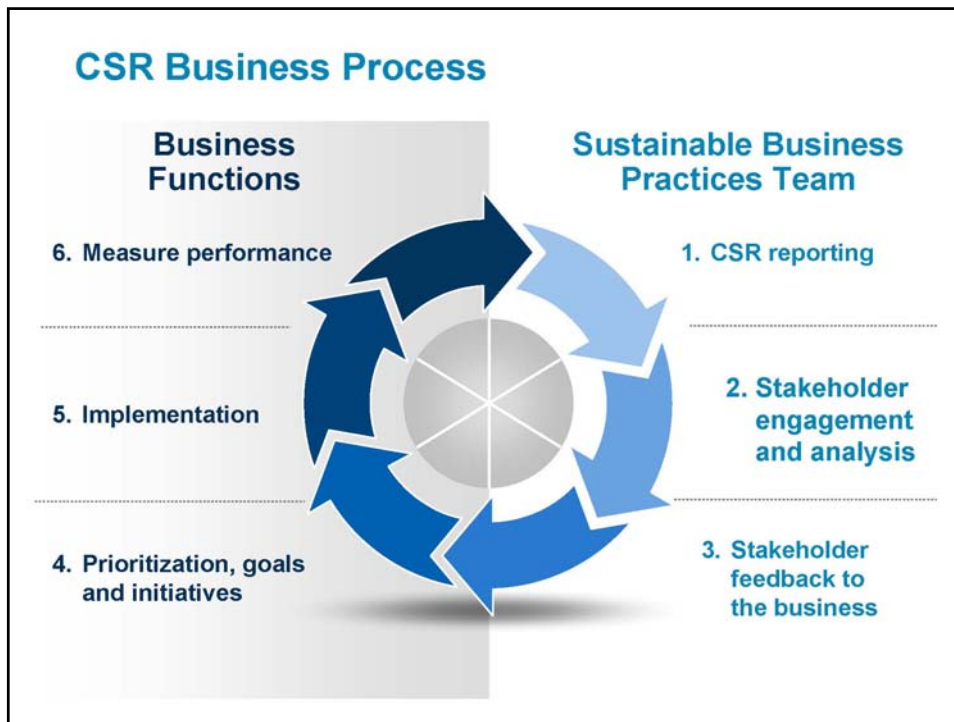 CSR Business Process
Business
Functions
6. Measure performance
5. Implementation
4. Prioritization, goals
and initiatives
Sustainable Business
Practices Team
1. CSR reporting
2. Stakeholder
engagement
and analysis
3. Stakeholder
feedback to
the business